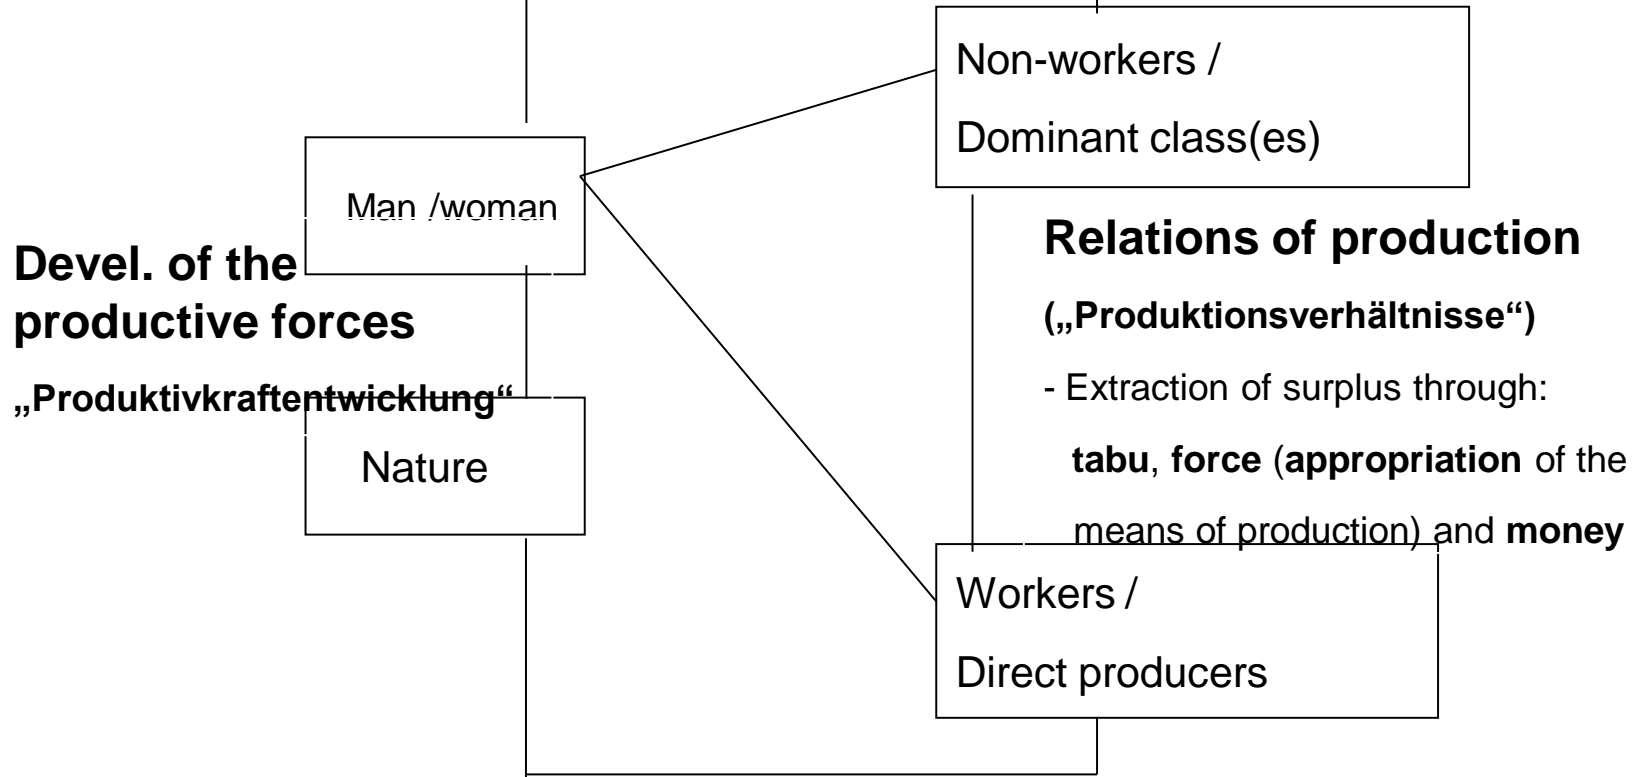 Non-workers /
Dominant class(es)
Man /woman
Devel. of the
productive forces
„Produktivkraftentwicklung“
Nature
Relations of production
(„Produktionsverhältnisse“)
- Extraction of surplus through:
tabu, force (appropriation of the
means of production) and money
Workers /
Direct producers